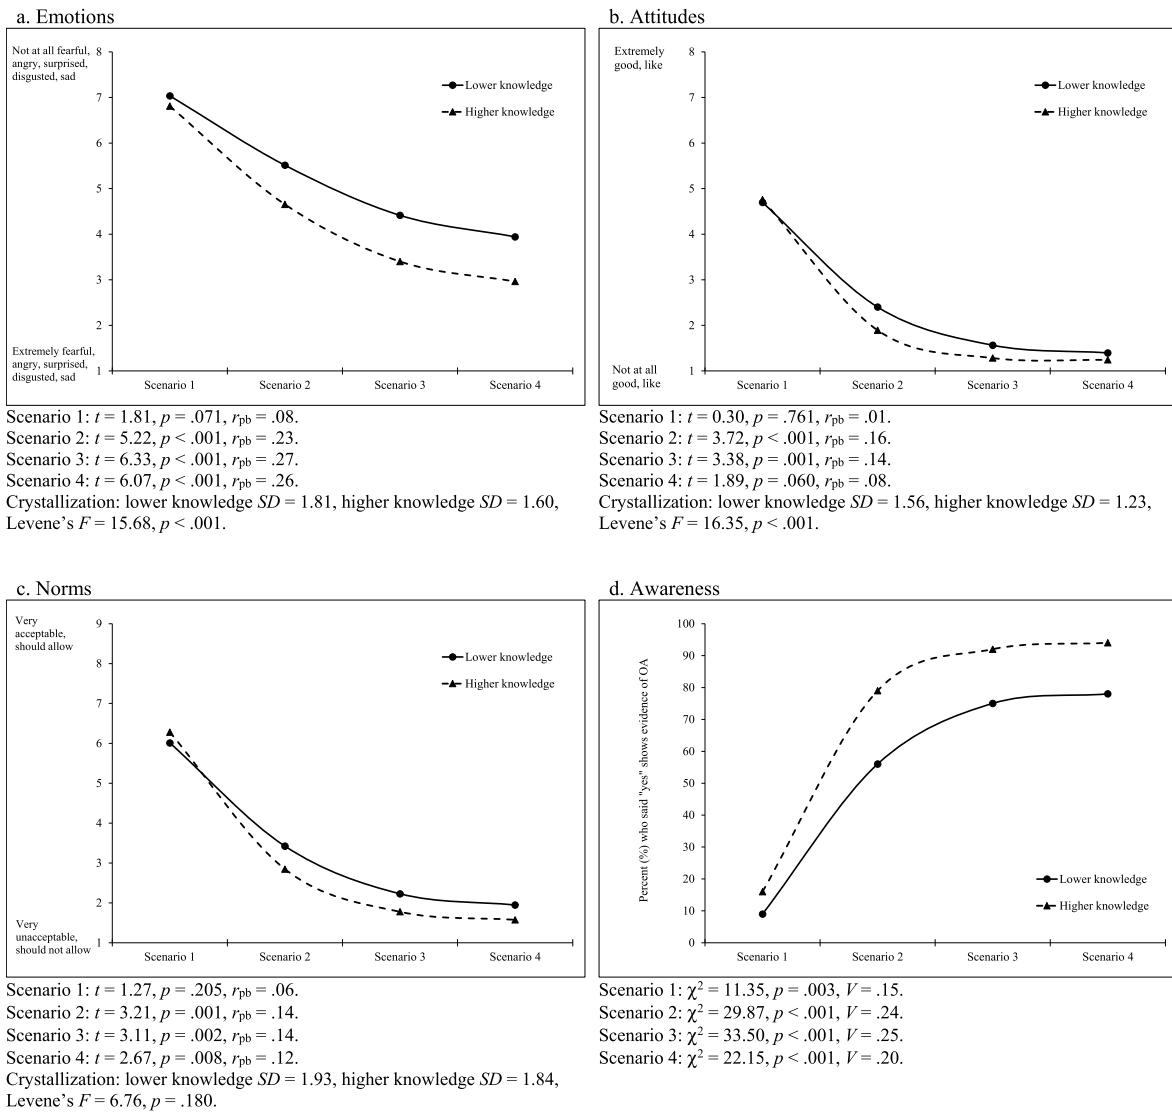 a. Emotions
Not at all fearful,
angry, surprised,
disgusted, sad
8
7
6
5
4
3
2
1
Extremely fearful,
angry, surprised,
disgusted, sad
Lower knowledge
Higher knowledge
Scenario 1 Scenario 2 Scenario 3 Scenario 4
Scenario 1: t = 1.81, p = .071, rpb = .08.
Scenario 2: t = 5.22, p < .001, rpb = .23.
Scenario 3: t = 6.33, p < .001, rpb = .27.
Scenario 4: t = 6.07, p < .001, rpb = .26.
Crystallization: lower knowledge SD = 1.81, higher knowledge SD = 1.60,
Levene’s F = 15.68, p < .001.
b. Attitudes
Extremely
good, like
8
7
6
5
4
3
2
1
Not at all
good, like
Lower knowledge
Higher knowledge
Scenario 1 Scenario 2 Scenario 3 Scenario 4
Scenario 1: t = 0.30, p = .761, rpb = .01.
Scenario 2: t = 3.72, p < .001, rpb = .16.
Scenario 3: t = 3.38, p = .001, rpb = .14.
Scenario 4: t = 1.89, p = .060, rpb = .08.
Crystallization: lower knowledge SD = 1.56, higher knowledge SD = 1.23,
Levene’s F = 16.35, p < .001.
c. Norms
Very
acceptable,
should allow
9
8
7
6
5
4
3
2
1
Very
unacceptable,
should not allow
Lower knowledge
Higher knowledge
Scenario 1 Scenario 2 Scenario 3 Scenario 4
Scenario 1: t = 1.27, p = .205, rpb = .06.
Scenario 2: t = 3.21, p = .001, rpb = .14.
Scenario 3: t = 3.11, p = .002, rpb = .14.
Scenario 4: t = 2.67, p = .008, rpb = .12.
Crystallization: lower knowledge SD = 1.93, higher knowledge SD = 1.84,
Levene’s F = 6.76, p = .180.
d. Awareness
Percent (%) who said "yes" shows evidence of OA
100
90
80
70
60
50
40
30
20
10
0
Lower knowledge
Higher knowledge
Scenario 1 Scenario 2 Scenario 3 Scenario 4
Scenario 1: χ² = 11.35, p = .003, V = .15.
Scenario 2: χ² = 29.87, p < .001, V = .24.
Scenario 3: χ² = 33.50, p < .001, V = .25.
Scenario 4: χ² = 22.15, p < .001, V = .20.